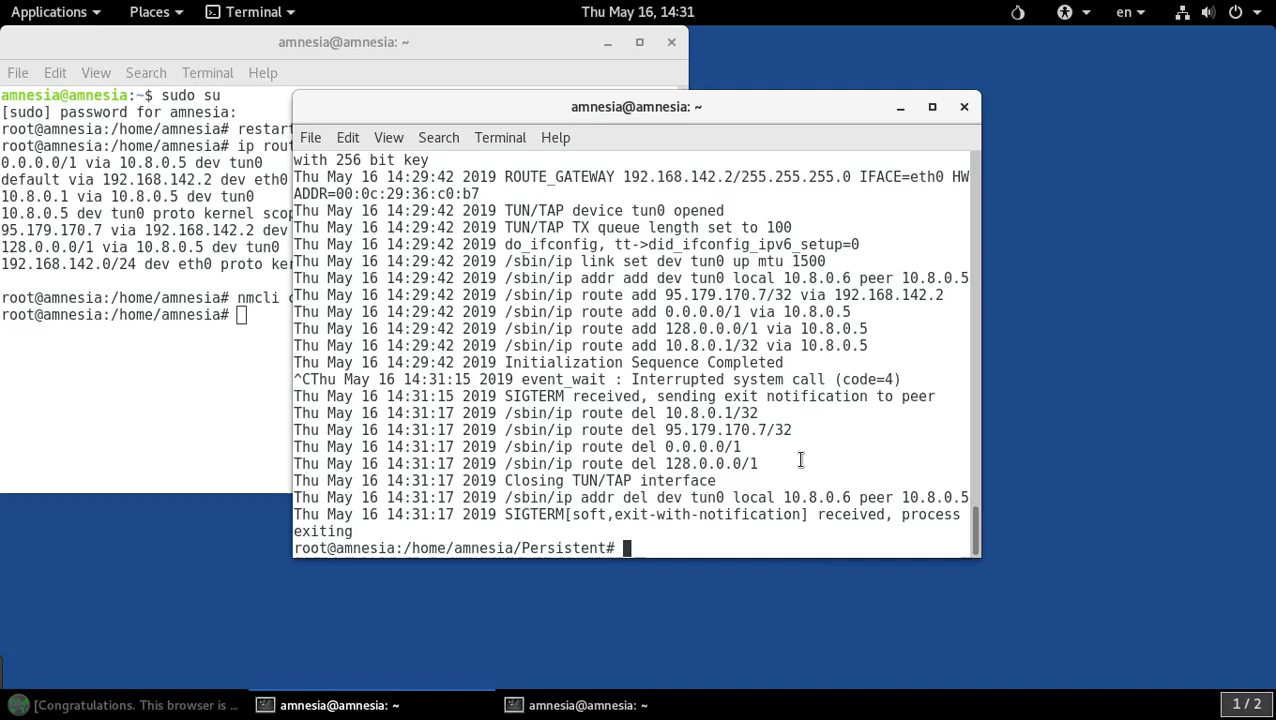 Applications Places Terminal Thu May 16, 14:31 en
amnesia@amnesia: ~
File Edit View Search Terminal Help
amnesia@amnesia:~$ sudo su
[sudo] password for amnesia:
root@amnesia:/home/amnesia# restart
root@amnesia:/home/amnesia# ip rout
0.0.0.0/1 via 10.8.0.5 dev tun0
default via 192.168.142.2 dev eth0
10.8.0.1 via 10.8.0.5 dev tun0
10.8.0.5 dev tun0 proto kernel scop
95.179.170.7 via 192.168.142.2 dev
128.0.0.0/1 via 10.8.0.5 dev tun0
192.168.142.0/24 dev eth0 proto ker
root@amnesia:/home/amnesia# nmcli c
root@amnesia:/home/amnesia#
amnesia@amnesia: ~
File Edit View Search Terminal Help
with 256 bit key
Thu May 16 14:29:42 2019 ROUTE_GATEWAY 192.168.142.2/255.255.255.0 IFACE=eth0 HW
ADDR=00:0c:29:36:c0:b7
Thu May 16 14:29:42 2019 TUN/TAP device tun0 opened
Thu May 16 14:29:42 2019 TUN/TAP TX queue length set to 100
Thu May 16 14:29:42 2019 do_ifconfig, tt->did_ifconfig_ipv6_setup=0
Thu May 16 14:29:42 2019 /sbin/ip link set dev tun0 up mtu 1500
Thu May 16 14:29:42 2019 /sbin/ip addr add dev tun0 local 10.8.0.6 peer 10.8.0.5
Thu May 16 14:29:42 2019 /sbin/ip route add 95.179.170.7/32 via 192.168.142.2
Thu May 16 14:29:42 2019 /sbin/ip route add 0.0.0.0/1 via 10.8.0.5
Thu May 16 14:29:42 2019 /sbin/ip route add 128.0.0.0/1 via 10.8.0.5
Thu May 16 14:29:42 2019 /sbin/ip route add 10.8.0.1/32 via 10.8.0.5
Thu May 16 14:29:42 2019 Initialization Sequence Completed
^CThu May 16 14:31:15 2019 event_wait : Interrupted system call (code=4)
Thu May 16 14:31:15 2019 SIGTERM received, sending exit notification to peer
Thu May 16 14:31:17 2019 /sbin/ip route del 10.8.0.1/32
Thu May 16 14:31:17 2019 /sbin/ip route del 95.179.170.7/32
Thu May 16 14:31:17 2019 /sbin/ip route del 0.0.0.0/1
Thu May 16 14:31:17 2019 /sbin/ip route del 128.0.0.0/1
Thu May 16 14:31:17 2019 Closing TUN/TAP interface
Thu May 16 14:31:17 2019 /sbin/ip addr del dev tun0 local 10.8.0.6 peer 10.8.0.5
Thu May 16 14:31:17 2019 SIGTERM[soft,exit-with-notification] received, process
exiting
root@amnesia:/home/amnesia/Persistent#
[Congratulations. This browser is ... amnesia@amnesia: ~ amnesia@amnesia: ~ 1 / 2